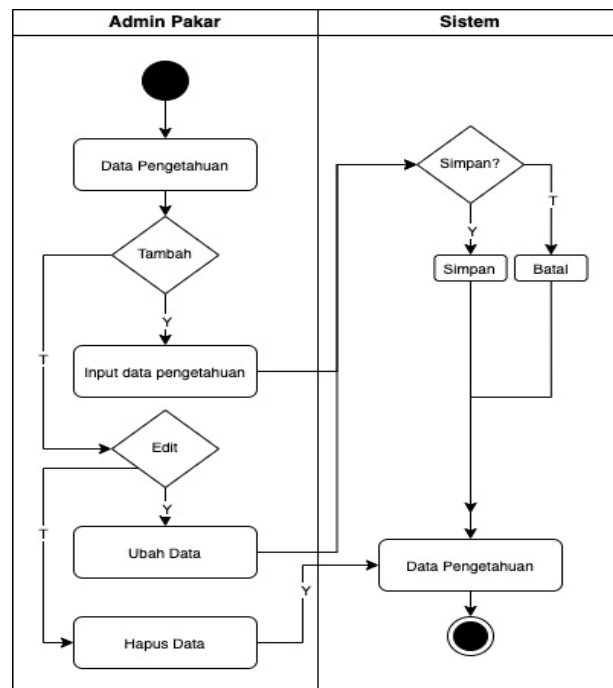 Admin Pakar
Sistem
Data Pengetahuan
Simpan?
Tambah
T
Y
Y
Simpan
Batal
T
Input data pengetahuan
Edit
Y
T
Ubah Data
Data Pengetahuan
Y
Hapus Data